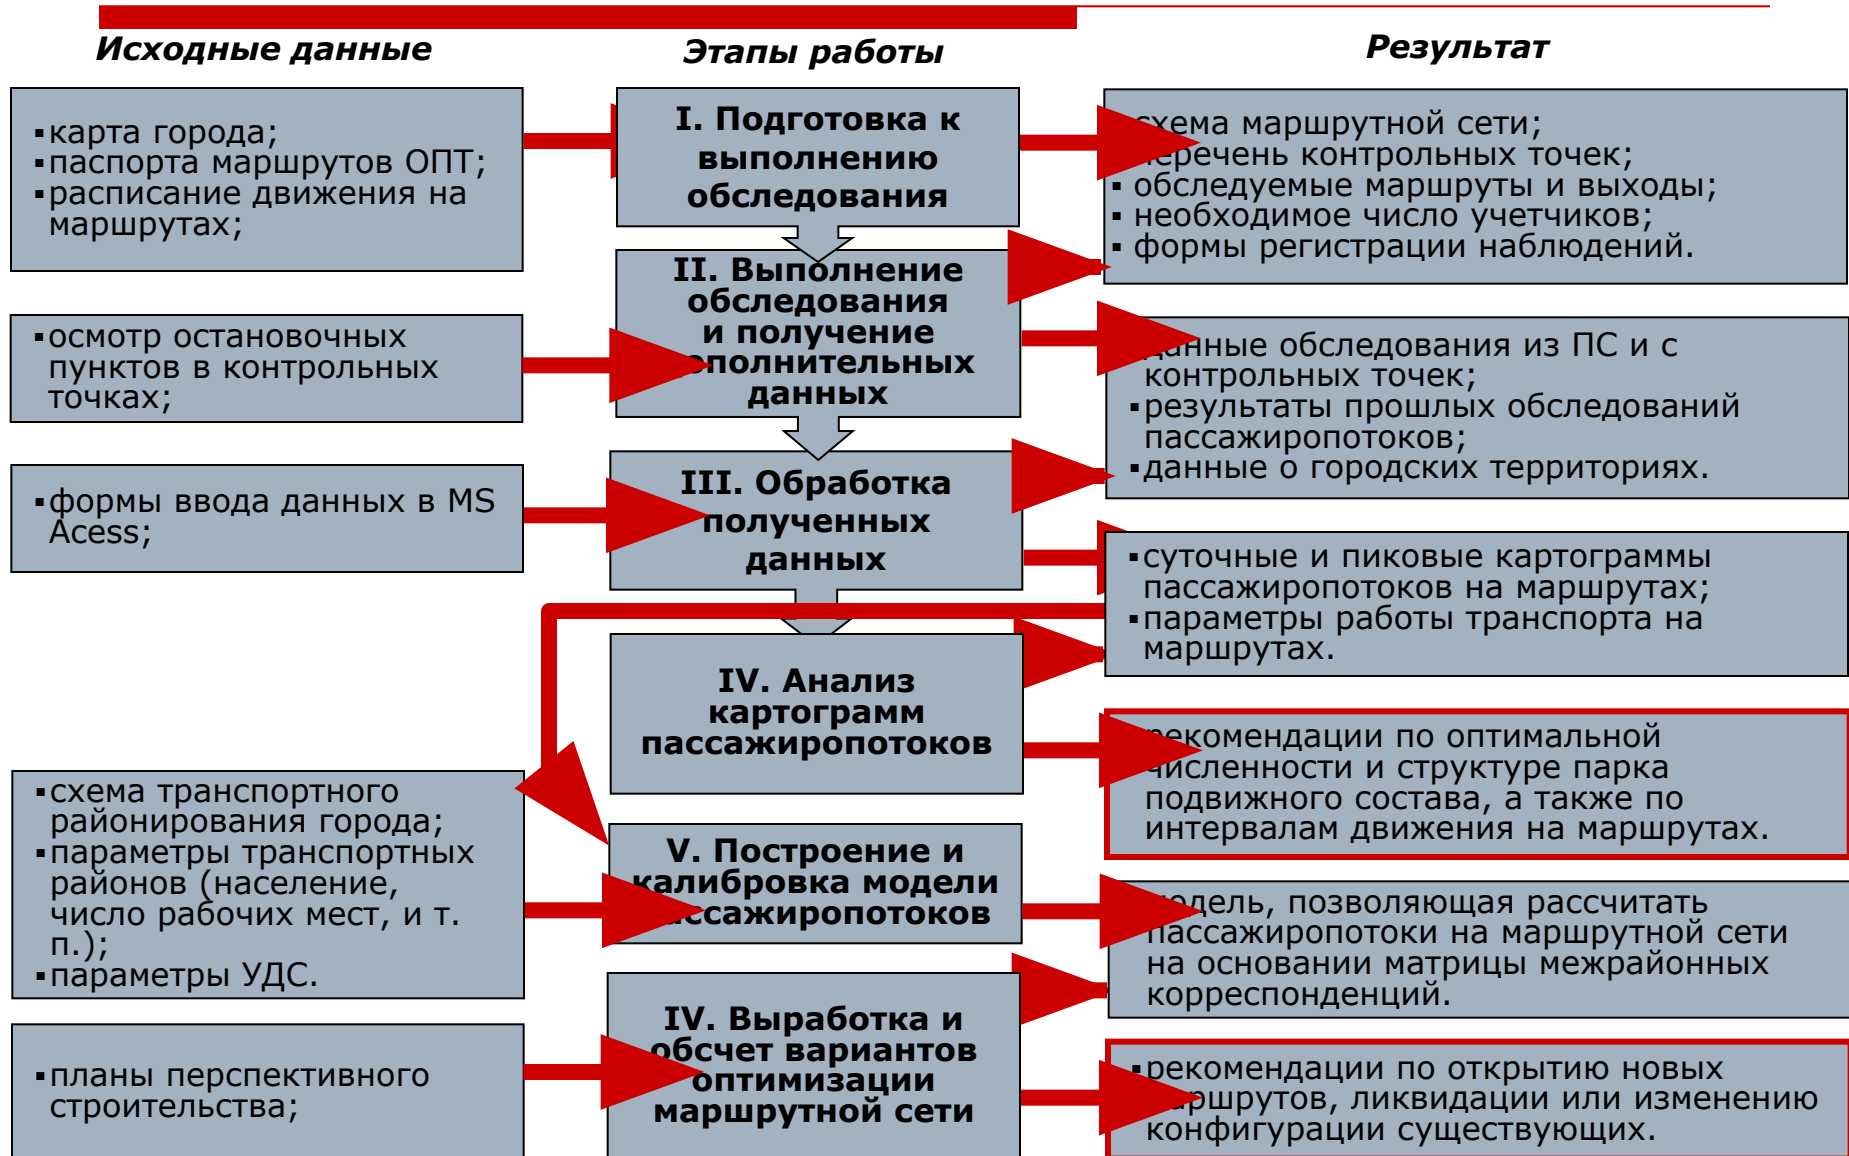 Исходные данные
Этапы работы
Результат
▪карта города;
▪паспорта маршрутов ОПТ;
▪расписание движения на
маршрутах;
I. Подготовка к
выполнению
обследования
схема маршрутной сети;
перечень контрольных точек;
▪ обследуемые маршруты и выходы;
▪ необходимое число учетчиков;
▪ формы регистрации наблюдений.
▪осмотр остановочных
пунктов в контрольных
точках;
II. Выполнение
обследования
и получение
дополнительных
данных
данные обследования из ПС и с
контрольных точек;
▪результаты прошлых обследований
пассажиропотоков;
▪данные о городских территориях.
▪формы ввода данных в MS
Acess;
III. Обработка
полученных
данных
▪суточные и пиковые картограммы
пассажиропотоков на маршрутах;
▪параметры работы транспорта на
маршрутах.
IV. Анализ
картограмм
пассажиропотоков
рекомендации по оптимальной
численности и структуре парка
подвижного состава, а также по
интервалам движения на маршрутах.
▪схема транспортного
районирования города;
▪параметры транспортных
районов (население,
число рабочих мест, и т.
п.);
▪параметры УДС.
V. Построение и
калибровка модели
пассажиропотоков
модель, позволяющая рассчитать
пассажиропотоки на маршрутной сети
на основании матрицы межрайонных
корреспонденций.
▪планы перспективного
строительства;
IV. Выработка и
обсчет вариантов
оптимизации
маршрутной сети
▪рекомендации по открытию новых
маршрутов, ликвидации или изменению
конфигурации существующих.